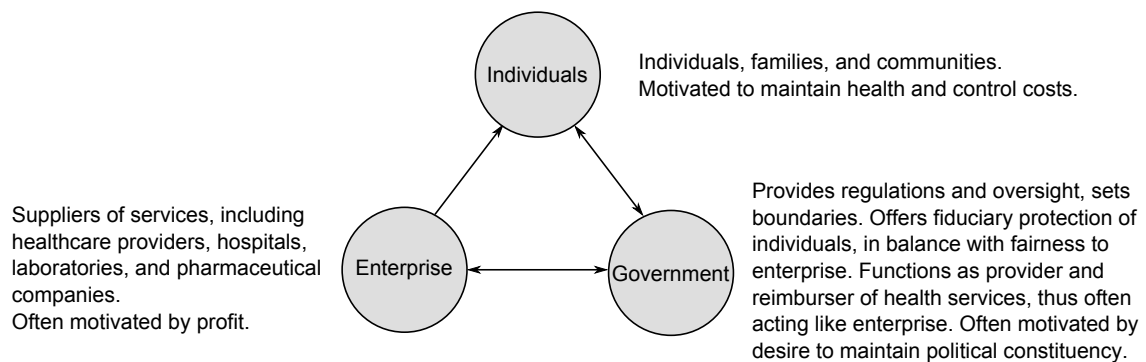 Individuals
Individuals, families, and communities.
Motivated to maintain health and control costs.
Suppliers of services, including
healthcare providers, hospitals,
laboratories, and pharmaceutical
companies.
Often motivated by profit.
Enterprise
Government
Provides regulations and oversight, sets
boundaries. Offers fiduciary protection of
individuals, in balance with fairness to
enterprise. Functions as provider and
reimburser of health services, thus often
acting like enterprise. Often motivated by
desire to maintain political constituency.